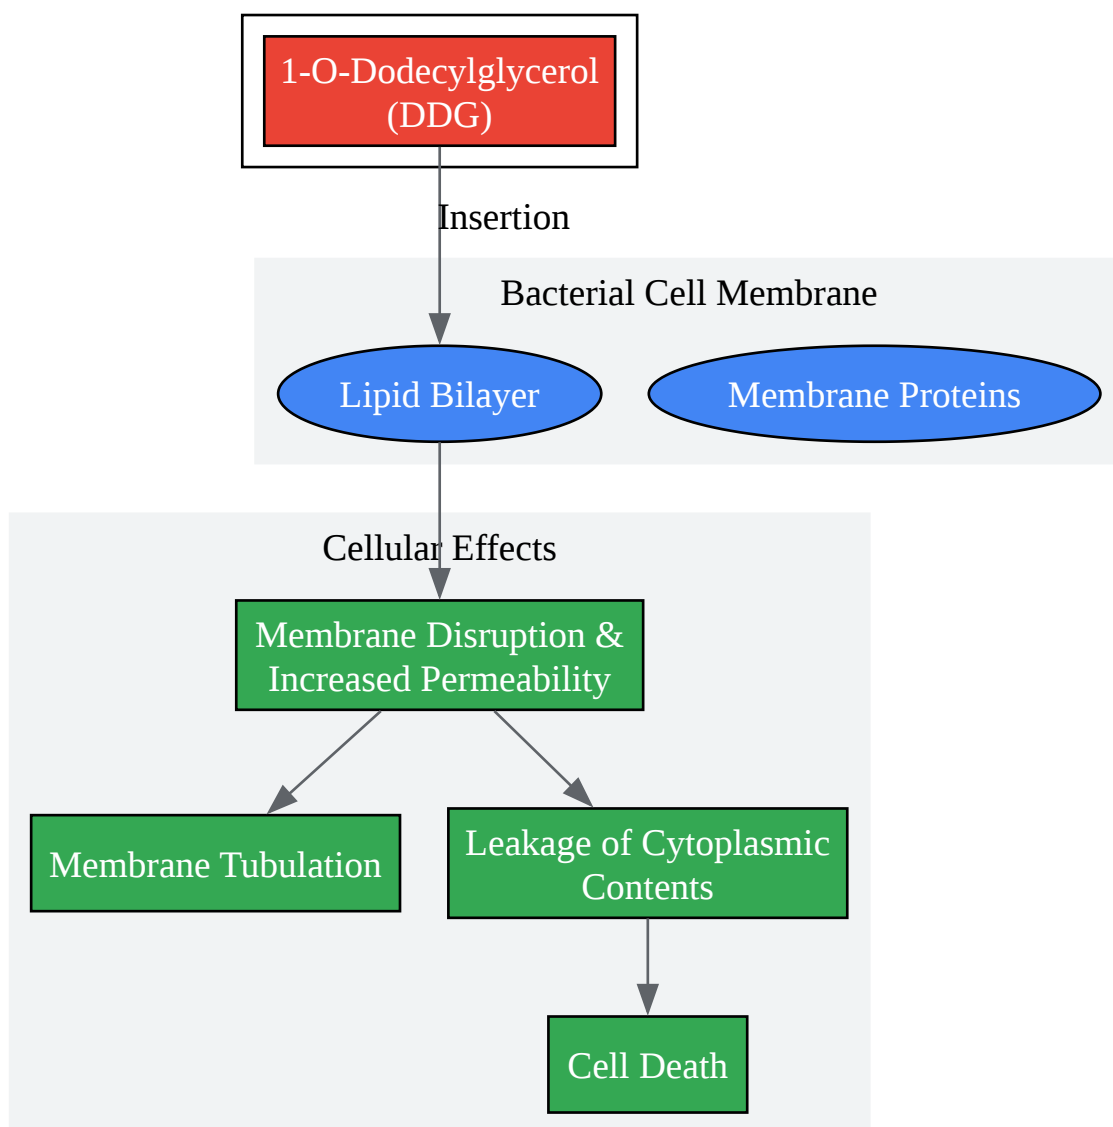 1-O-Dodecylglycerol
(DDG)
Insertion
Bacterial Cell Membrane
Lipid Bilayer
Membrane Proteins
Cellular Effects
Membrane Disruption &
Increased Permeability
Membrane Tubulation
Leakage of Cytoplasmic
Contents
Cell Death